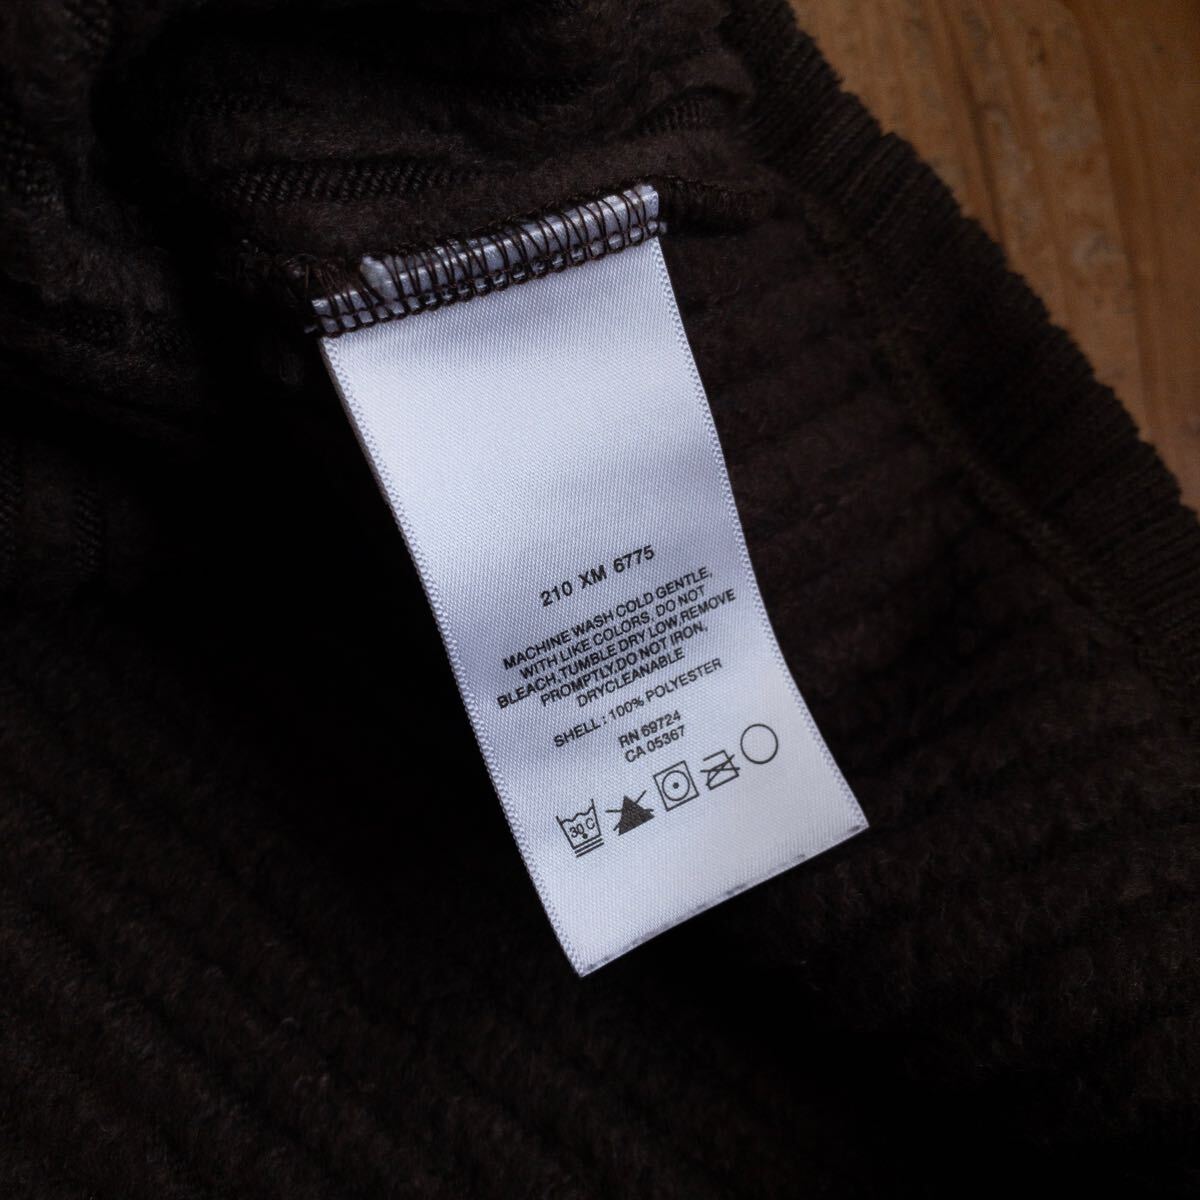 210 XM 6775
MACHINE WASH COLD GENTLE,
WITH LIKE COLORS, DO NOT
BLEACH,TUMBLE DRY LOW,REMOVE
PROMPTLY,DO NOT IRON,
DRYCLEANABLE
SHELL : 100% POLYESTER
RN 69724
CA 05367
30 C